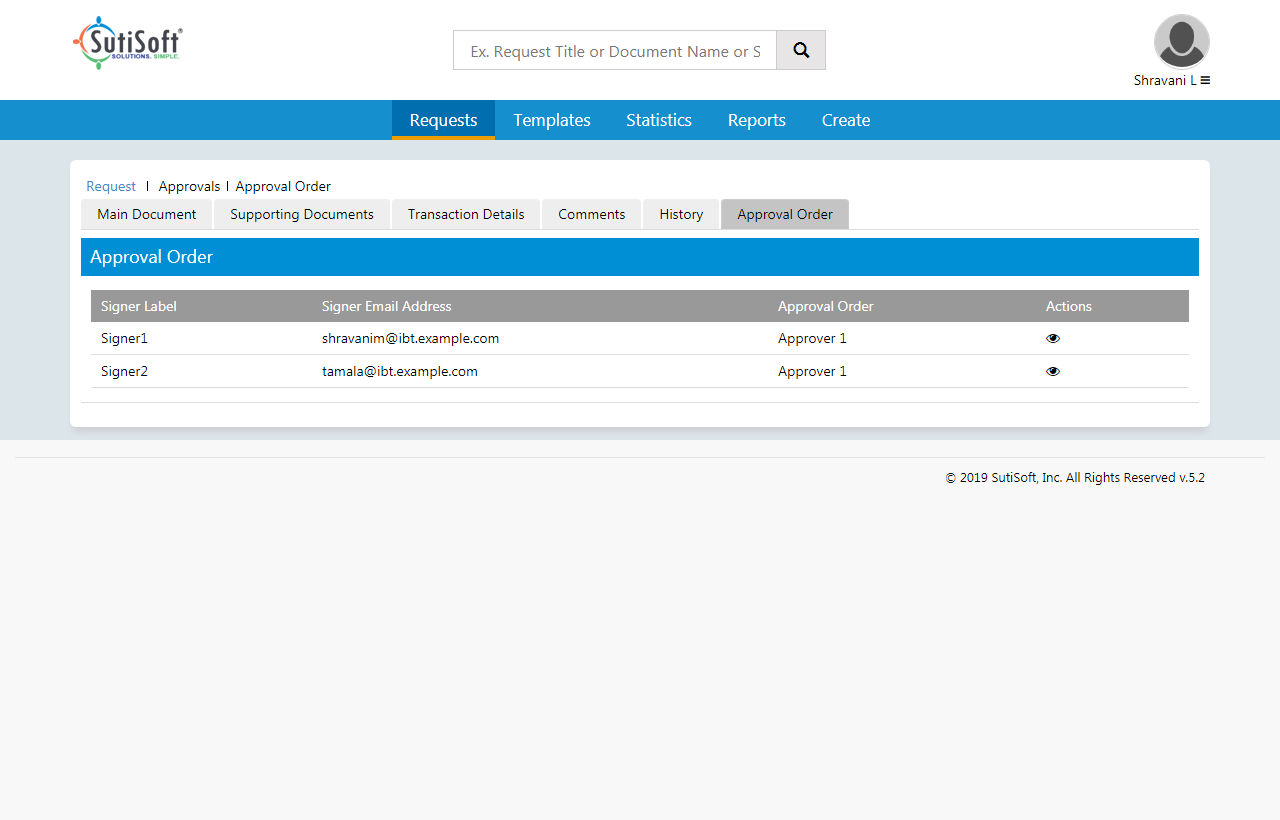 SutiSoft®
SOLUTIONS. SIMPLE.
Ex. Request Title or Document Name or S
Shravani L
Requests Templates Statistics Reports Create
Request | Approvals | Approval Order
Main Document Supporting Documents Transaction Details Comments History Approval Order
Approval Order
Signer Label Signer Email Address Approval Order Actions
Signer1 shravanim@ibt.example.com Approver 1
Signer2 tamala@ibt.example.com Approver 1
© 2019 SutiSoft, Inc. All Rights Reserved v.5.2